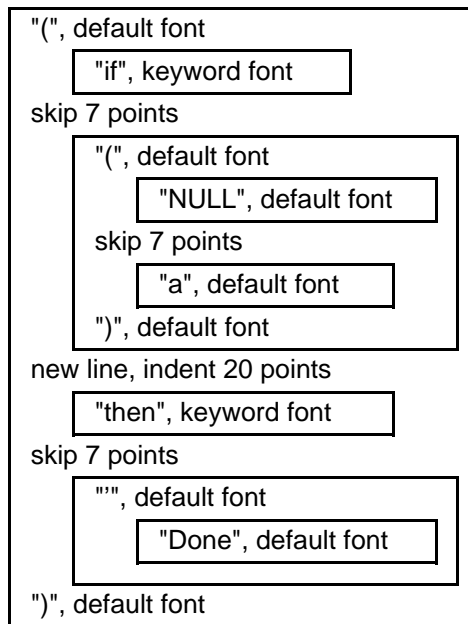 "(", default font
"if", keyword font
skip 7 points
"(", default font
"NULL", default font
skip 7 points
"a", default font
")", default font
new line, indent 20 points
"then", keyword font
skip 7 points
"'", default font
"Done", default font
")", default font